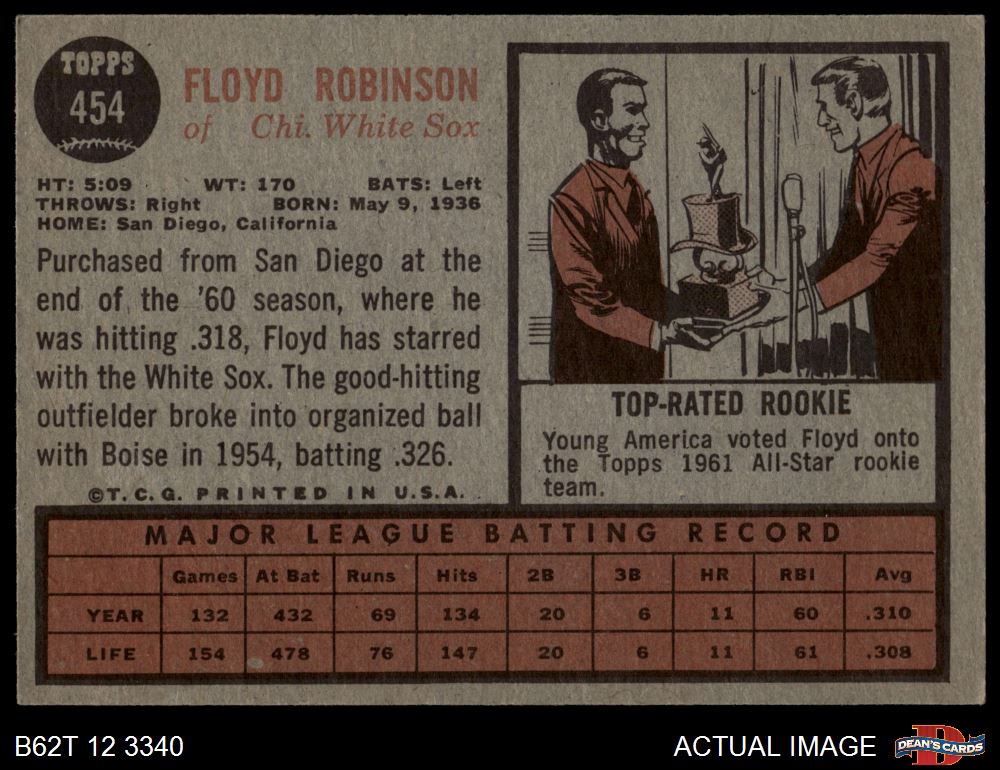 TOPPS
454
FLOYD ROBINSON
of Chi. White Sox
HT: 5:09 WT: 170 BATS: Left
THROWS: Right BORN: May 9, 1936
HOME: San Diego, California
Purchased from San Diego at the
end of the '60 season, where he
was hitting .318, Floyd has starred
with the White Sox. The good-hitting
outfielder broke into organized ball
with Boise in 1954, batting .326.
©T.C.G. PRINTED IN U.S.A.
TOP-RATED ROOKIE
Young America voted Floyd onto
the Topps 1961 All-Star rookie
team.
MAJOR LEAGUE BATTING RECORD
Games At Bat Runs Hits 2B 3B HR RBI Avg
YEAR 132 432 69 134 20 6 11 60 .310
LIFE 154 478 76 147 20 6 11 61 .308
B62T 12 3340
ACTUAL IMAGE
D
DEAN'S CARDS